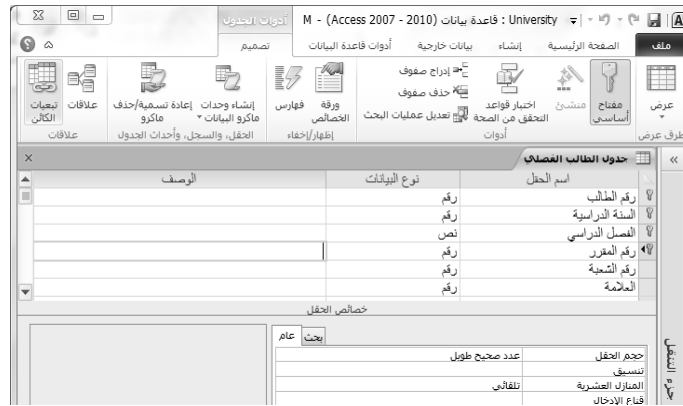 University : قاعدة بيانات (Access 2007 - 2010) - M
أدوات الجدول
ملف الصفحة الرئيسية إنشاء بيانات خارجية أدوات قاعدة البيانات تصميم
عرض
مفتاح أساسي
منشئ
اختبار قواعد التحقق من الصحة
إدراج صفوف
حذف صفوف
تعديل عمليات البحث
ورقة الخصائص
فهارس
إنشاء وحدات ماكرو البيانات
إعادة تسمية/حذف ماكرو
علاقات
تبعيات الكائن
طرق عرض أدوات إظهار/إخفاء الحقل، والسجل، وأحداث الجدول علاقات
جدول الطالب الفصلي
اسم الحقل نوع البيانات الوصف
رقم الطالب رقم
السنة الدراسية رقم
الفصل الدراسي نص
رقم المقرر رقم
رقم الشعبة رقم
العلامة رقم
خصائص الحقل
عام بحث
حجم الحقل عدد صحيح طويل
تنسيق
المنازل العشرية تلقائي
قناع الإدخال
جزء التنقل